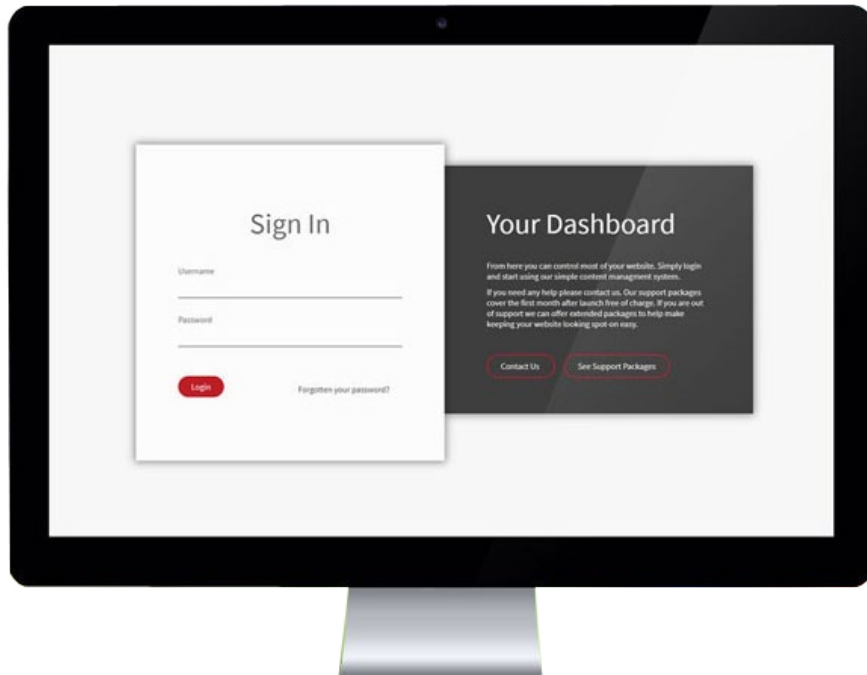 Sign In
Username
Password
Login
Forgotten your password?
Your Dashboard
From here you can control most of your website. Simply login
and start using our simple content managment system.
If you need any help please contact us. Our support packages
cover the first month after launch free of charge. If you are out
of support we can offer extended packages to help make
keeping your website looking spot-on easy.
Contact Us
See Support Packages